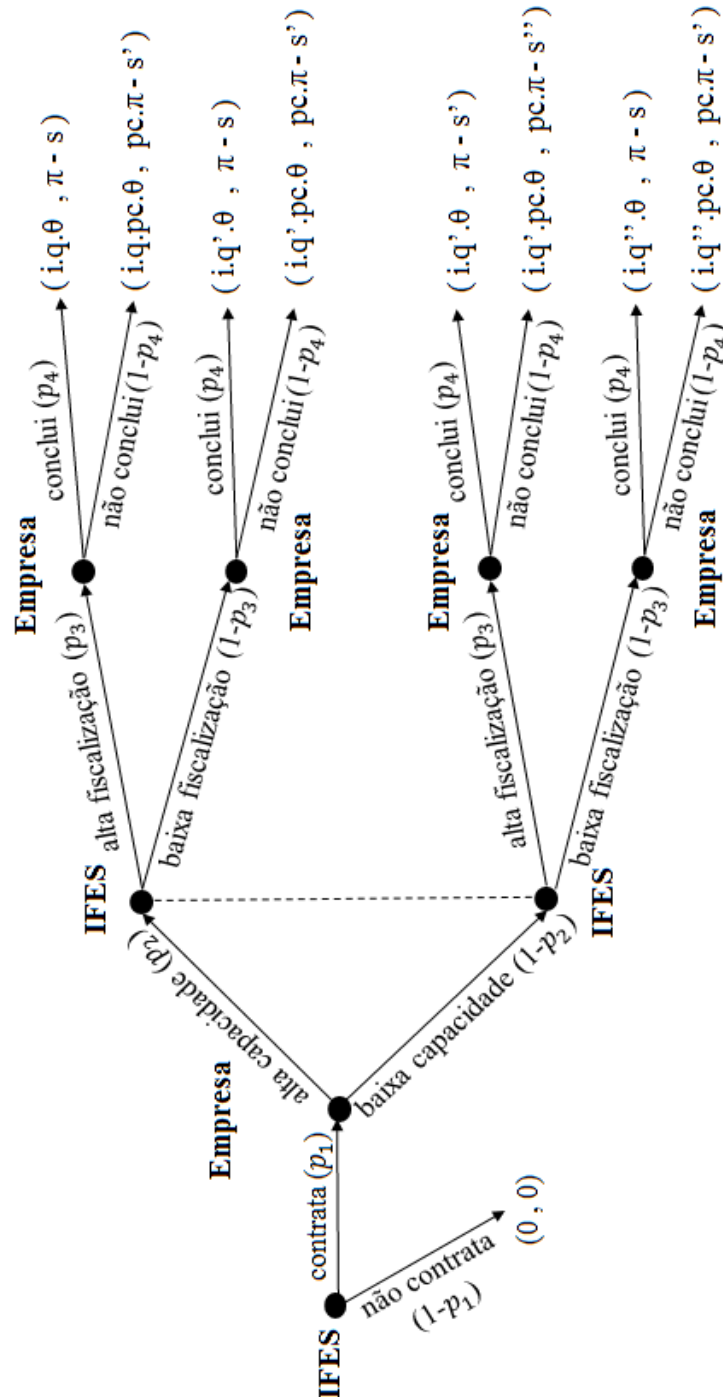 IFES
contrata (p₁)
não contrata
(1-p₁)
(0 , 0)
Empresa
alta capacidade (p₂)
baixa capacidade (1-p₂)
IFES
alta fiscalização (p₃)
baixa fiscalização (1-p₃)
Empresa
conclui (p₄)
( i.q.θ , π - s )
não conclui (1-p₄)
( i.q.pc.θ , pc.π - s’ )
Empresa
conclui (p₄)
( i.q’.θ , π - s )
não conclui (1-p₄)
( i.q’.pc.θ , pc.π - s’ )
IFES
alta fiscalização (p₃)
baixa fiscalização (1-p₃)
Empresa
conclui (p₄)
( i.q’.θ , π - s’ )
não conclui (1-p₄)
( i.q’.pc.θ , pc.π - s’’ )
Empresa
conclui (p₄)
( i.q’’.θ , π - s )
não conclui (1-p₄)
( i.q’’.pc.θ , pc.π - s’ )